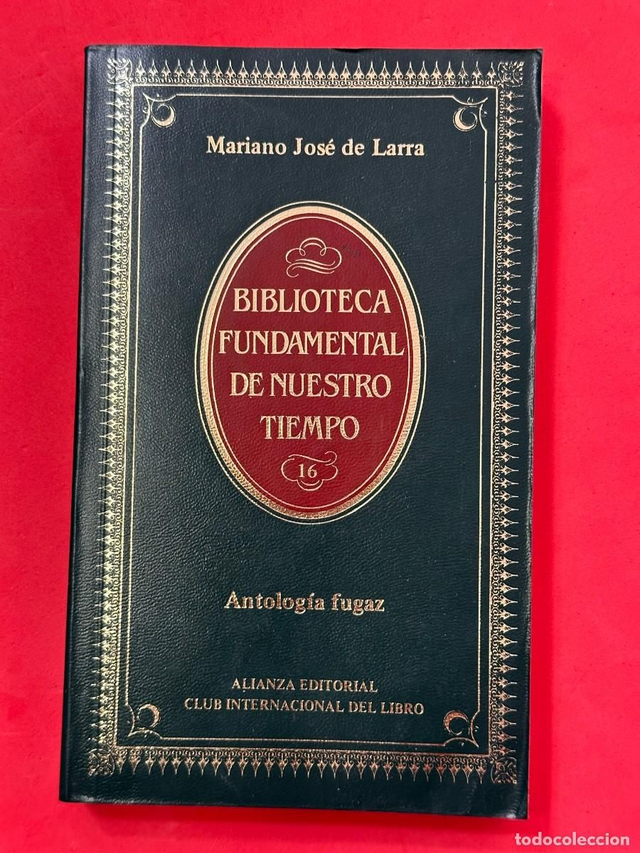 Mariano José de Larra
BIBLIOTECA
FUNDAMENTAL
DE NUESTRO
TIEMPO
16
Antología fugaz
ALIANZA EDITORIAL
CLUB INTERNACIONAL DEL LIBRO
todocoleccion